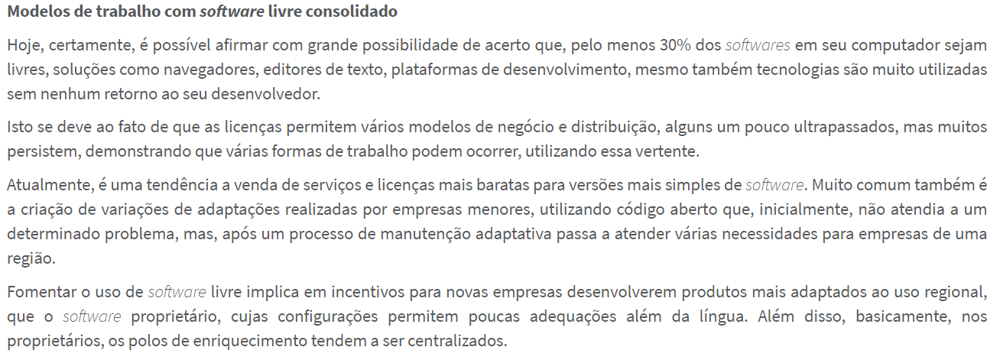 Modelos de trabalho com software livre consolidado
Hoje, certamente, é possível afirmar com grande possibilidade de acerto que, pelo menos 30% dos softwares em seu computador sejam
livres, soluções como navegadores, editores de texto, plataformas de desenvolvimento, mesmo também tecnologias são muito utilizadas
sem nenhum retorno ao seu desenvolvedor.
Isto se deve ao fato de que as licenças permitem vários modelos de negócio e distribuição, alguns um pouco ultrapassados, mas muitos
persistem, demonstrando que várias formas de trabalho podem ocorrer, utilizando essa vertente.
Atualmente, é uma tendência a venda de serviços e licenças mais baratas para versões mais simples de software. Muito comum também é
a criação de variações de adaptações realizadas por empresas menores, utilizando código aberto que, inicialmente, não atendia a um
determinado problema, mas, após um processo de manutenção adaptativa passa a atender várias necessidades para empresas de uma
região.
Fomentar o uso de software livre implica em incentivos para novas empresas desenvolverem produtos mais adaptados ao uso regional,
que o software proprietário, cujas configurações permitem poucas adequações além da língua. Além disso, basicamente, nos
proprietários, os polos de enriquecimento tendem a ser centralizados.